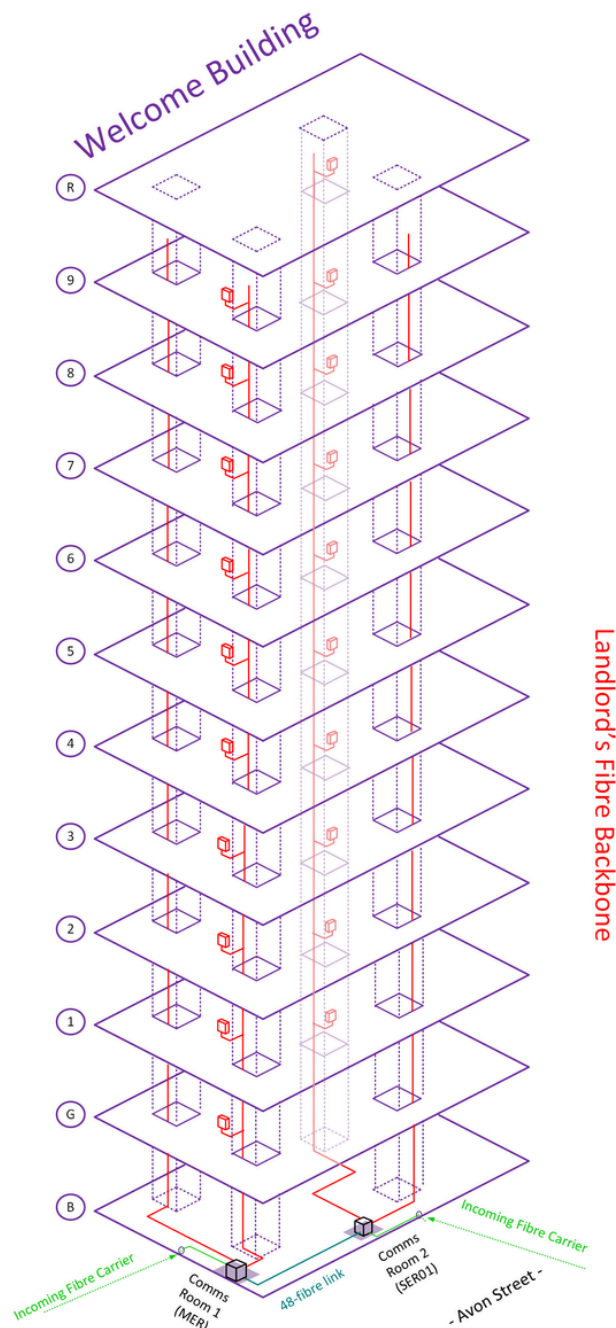 Welcome Building
R
9
8
7
6
5
4
3
2
1
G
B
Landlord's Fibre Backbone
Incoming Fibre Carrier
Comms
Room 1
(MER)
48-fibre link
Comms
Room 2
(SER01)
Incoming Fibre Carrier
- Avon Street -